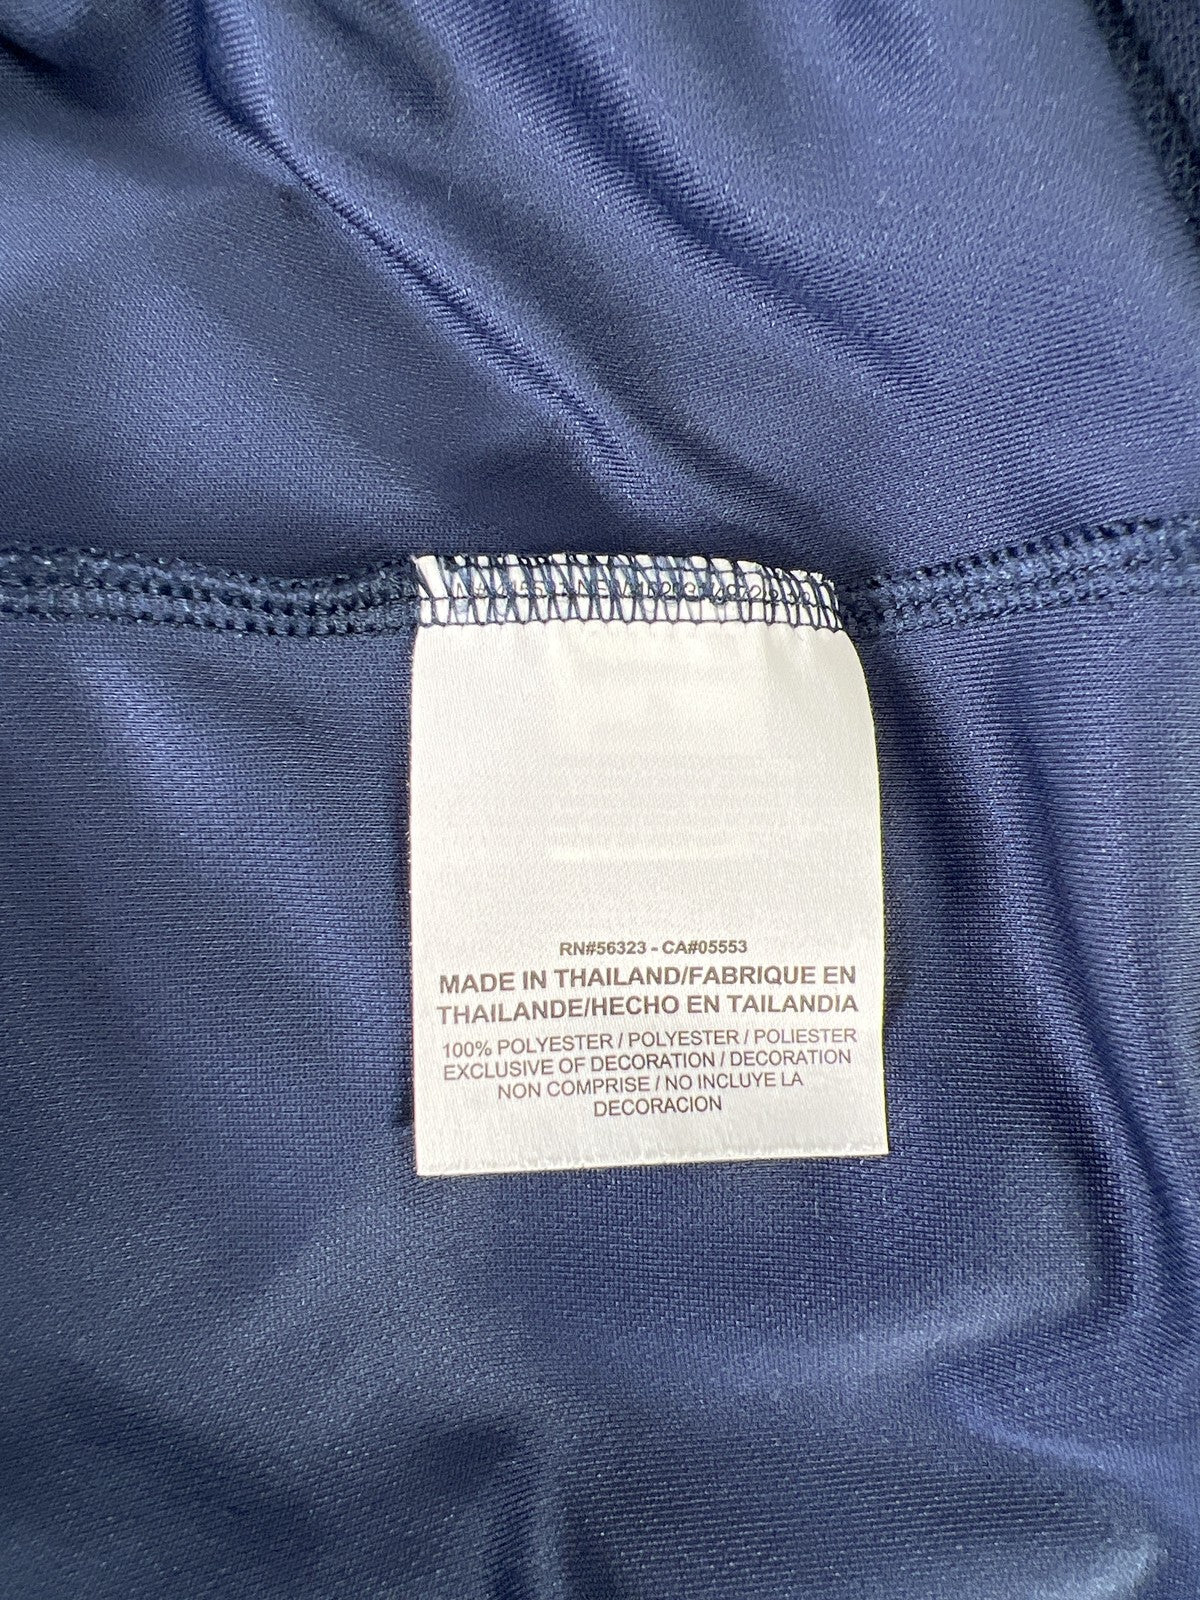 RN#56323 - CA#05553
MADE IN THAILAND/FABRIQUE EN
THAILANDE/HECHO EN TAILANDIA
100% POLYESTER / POLYESTER / POLIESTER
EXCLUSIVE OF DECORATION / DECORATION
NON COMPRISE / NO INCLUYE LA
DECORACION